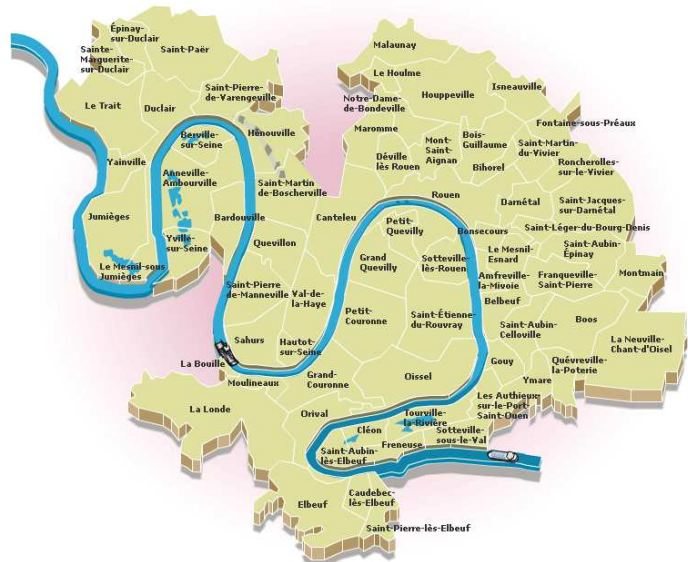 Épinay-
sur-Duclair
Sainte-
Marguerite-
sur-Duclair
Saint-Paër
Malaunay
Le Houlme
Isneauville
Houppeville
Saint-Pierre-
de-Varengeville
Notre-Dame-
de-Bondeville
Le Trait
Duclair
Fontaine-sous-Préaux
Maromme
Hénouville
Berville-
sur-Seine
Mont-
Saint-
Aignan
Bois-
Guillaume
Saint-Martin
du-Vivier
Déville
lès Rouen
Bihorel
Roncherolles-
sur-le-Vivier
Yainville
Anneville-
Ambourville
Saint-Martin
de-Boscherville
Rouen
Darnétal
Saint-Jacques-
sur-Darnétal
Jumièges
Bardouville
Canteleu
Petit-
Quevilly
Bonsecours
Saint-Léger-du-Bourg-Denis
Yville-
sur-Seine
Quevillon
Grand
Quevilly
Sotteville-
lès-Rouen
Le Mesnil-
Esnard
Saint-Aubin-
Épinay
Le Mesnil-sous-
Jumièges
Amfreville-
la-Mivoie
Franqueville-
Saint-Pierre
Montmain
Saint-Pierre
de-Manneville
Val-de-
la-Haye
Belbeuf
Petit-
Couronne
Saint-Étienne-
du-Rouvray
Saint-Aubin-
Celloville
Boos
Sahurs
Hautot-
sur-Seine
La Neuville-
Chant-d'Oisel
La Bouille
Gouy
Quévreville-
la-Poterie
Moulineaux
Grand-
Couronne
Oissel
Ymare
Les Authieux-
sur-le-Port-
Saint-Ouen
La Londe
Orival
Tourville-
la-Rivière
Cléon
Sotteville-
sous-le-Val
Freneuse
Saint-Aubin-
lès-Elbeuf
Caudebec-
lès-Elbeuf
Elbeuf
Saint-Pierre-lès-Elbeuf